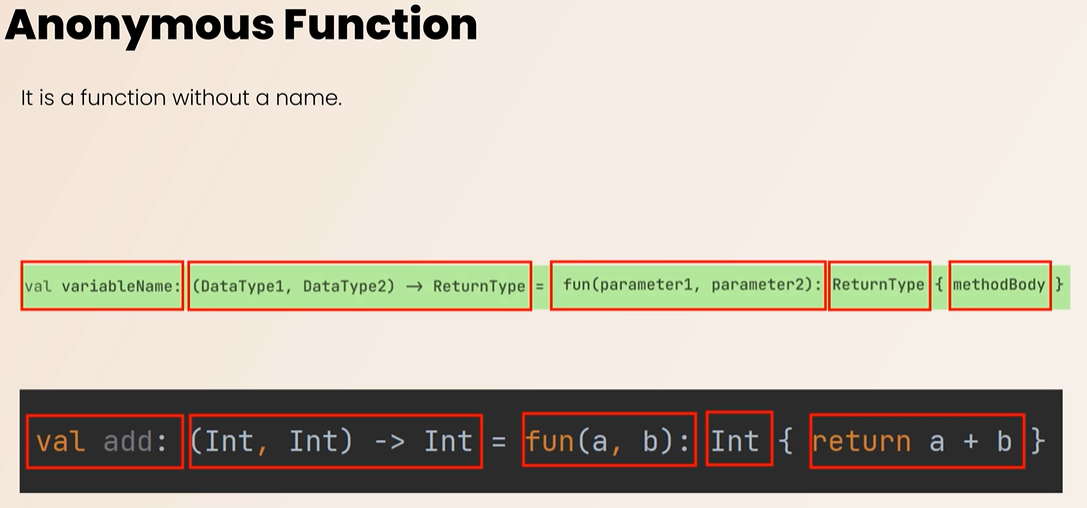 Anonymous Function
It is a function without a name.
val variableName: (DataType1, DataType2) → ReturnType = fun(parameter1, parameter2): ReturnType { methodBody }
val add: (Int, Int) -> Int = fun(a, b): Int { return a + b }